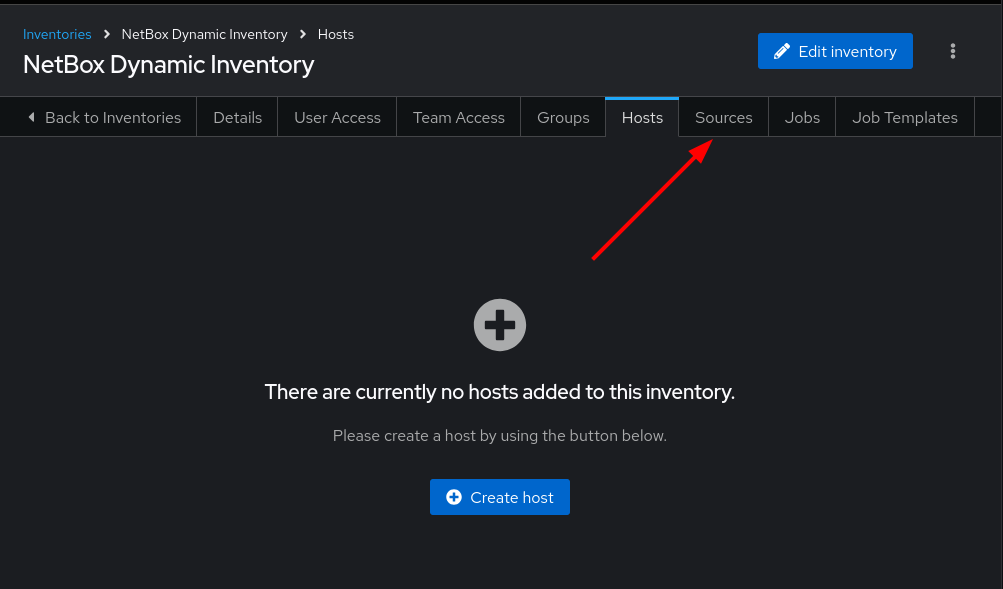 Inventories > NetBox Dynamic Inventory > Hosts
NetBox Dynamic Inventory
Edit inventory
Back to Inventories Details User Access Team Access Groups Hosts Sources Jobs Job Templates
There are currently no hosts added to this inventory.
Please create a host by using the button below.
Create host